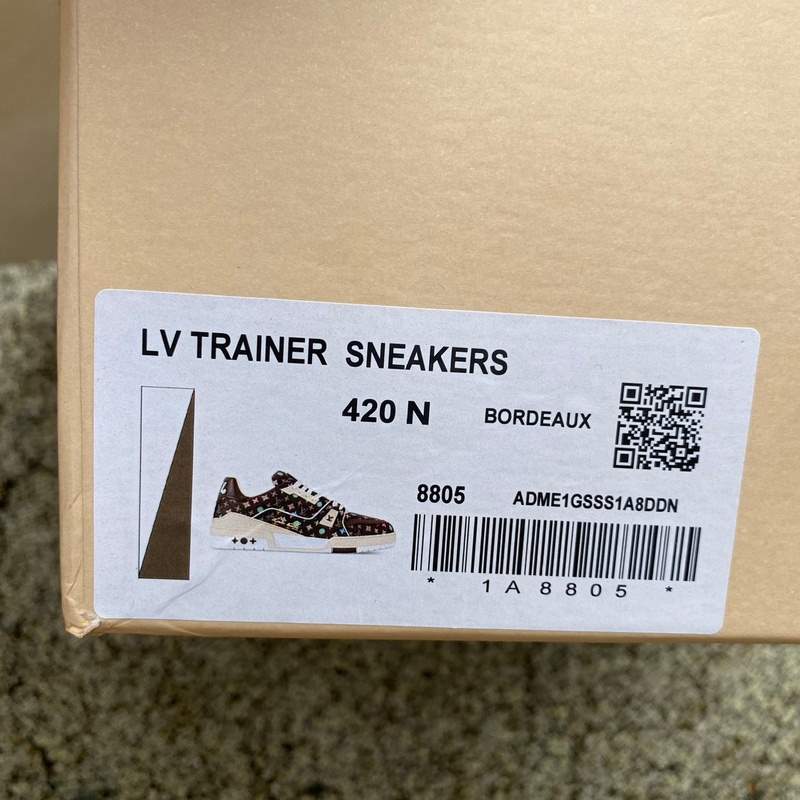 LV TRAINER SNEAKERS
420 N BORDEAUX
8805 ADME1GSSS1A8DDN
* 1A8805 *